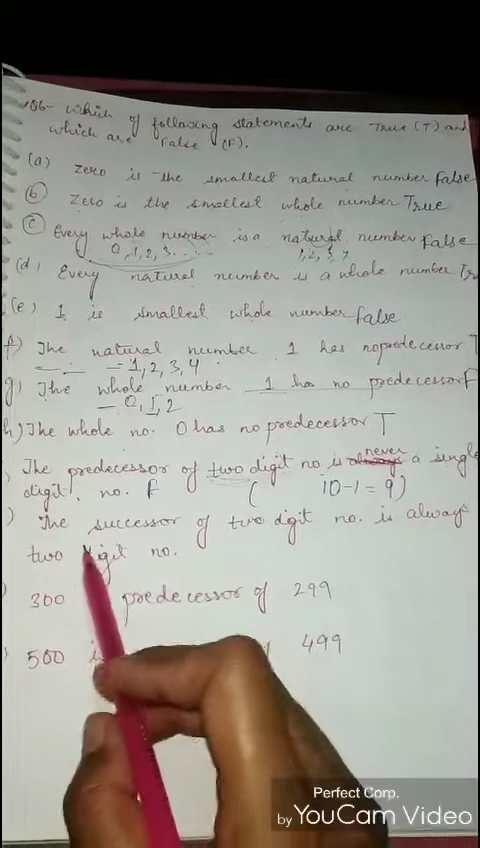 Q6- Which of following statements are True (T) and
which are False (F).
(a) zero is the smallest natural number False
(b) zero is the smallest whole number True
(c) Every whole number is a natural number False
0,1,2,3... 1,2,3,4
(d) Every natural number is a whole number Tr
(e) 1 is smallest whole number False
f) The natural number 1 has no predecessor T
1,2,3,4
g) The whole number 1 has no predecessor F
0,1,2
h) The whole no. 0 has no predecessor T
never
) The predecessor of two digit no. is always a single
digit no. F ( 10-1=9)
) The successor of two digit no. is always
two digit no.
) 300 predecessor of 299
) 500 is 499
Perfect Corp.
by YouCam Video